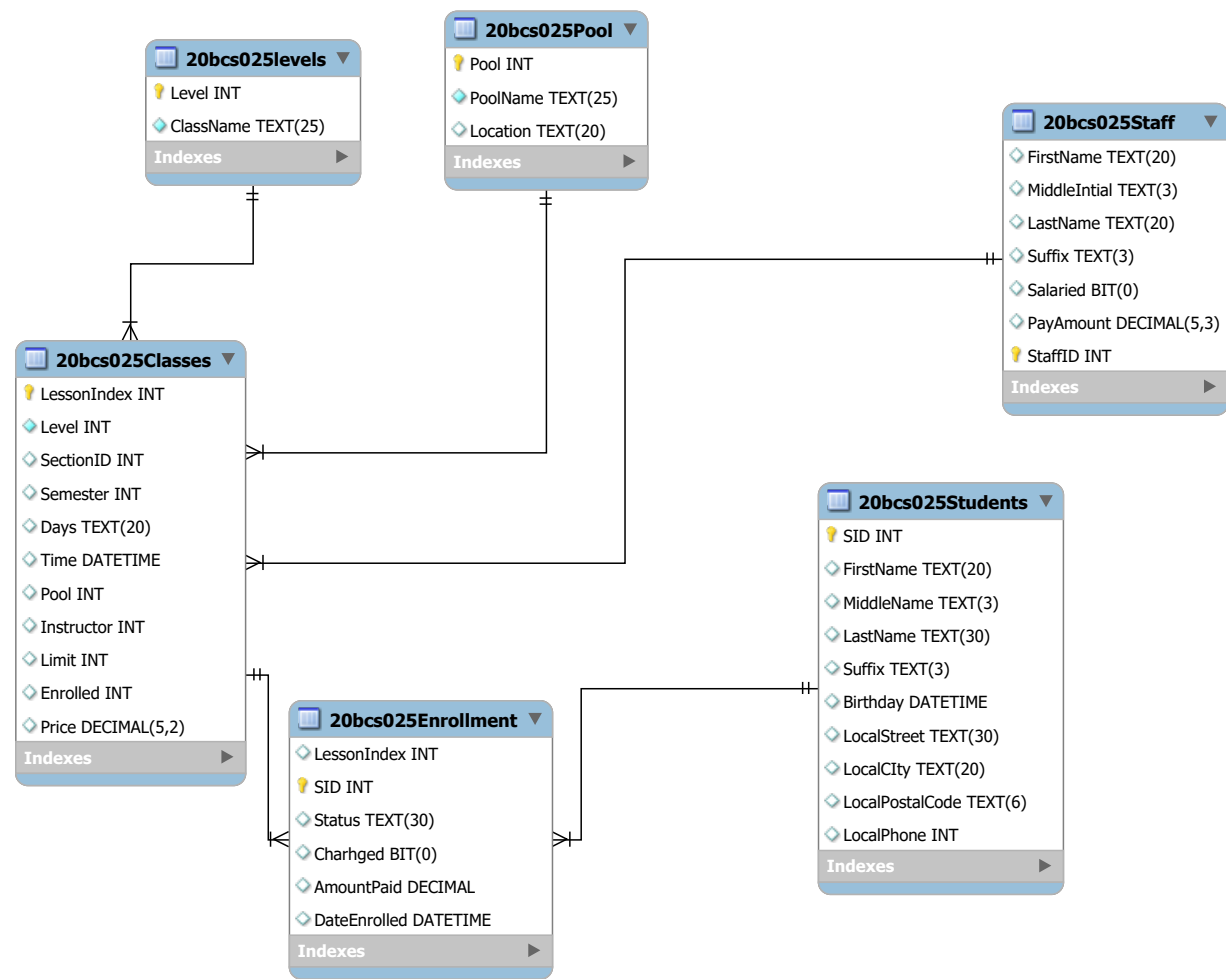 20bcs025levels
Level INT
ClassName TEXT(25)
Indexes
20bcs025Pool
Pool INT
PoolName TEXT(25)
Location TEXT(20)
Indexes
20bcs025Staff
FirstName TEXT(20)
MiddleIntial TEXT(3)
LastName TEXT(20)
Suffix TEXT(3)
Salaried BIT(0)
PayAmount DECIMAL(5,3)
StaffID INT
Indexes
20bcs025Classes
LessonIndex INT
Level INT
SectionID INT
Semester INT
Days TEXT(20)
Time DATETIME
Pool INT
Instructor INT
Limit INT
Enrolled INT
Price DECIMAL(5,2)
Indexes
20bcs025Students
SID INT
FirstName TEXT(20)
MiddleName TEXT(3)
LastName TEXT(30)
Suffix TEXT(3)
Birthday DATETIME
LocalStreet TEXT(30)
LocalCIty TEXT(20)
LocalPostalCode TEXT(6)
LocalPhone INT
Indexes
20bcs025Enrollment
LessonIndex INT
SID INT
Status TEXT(30)
Charhged BIT(0)
AmountPaid DECIMAL
DateEnrolled DATETIME
Indexes